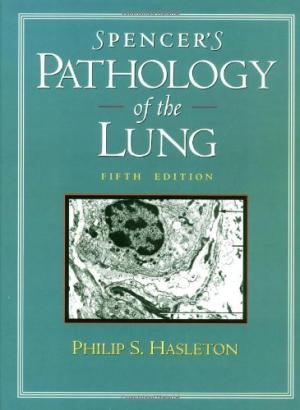 SPENCER'S
PATHOLOGY
of the
LUNG
FIFTH EDITION
PHILIP S. HASLETON